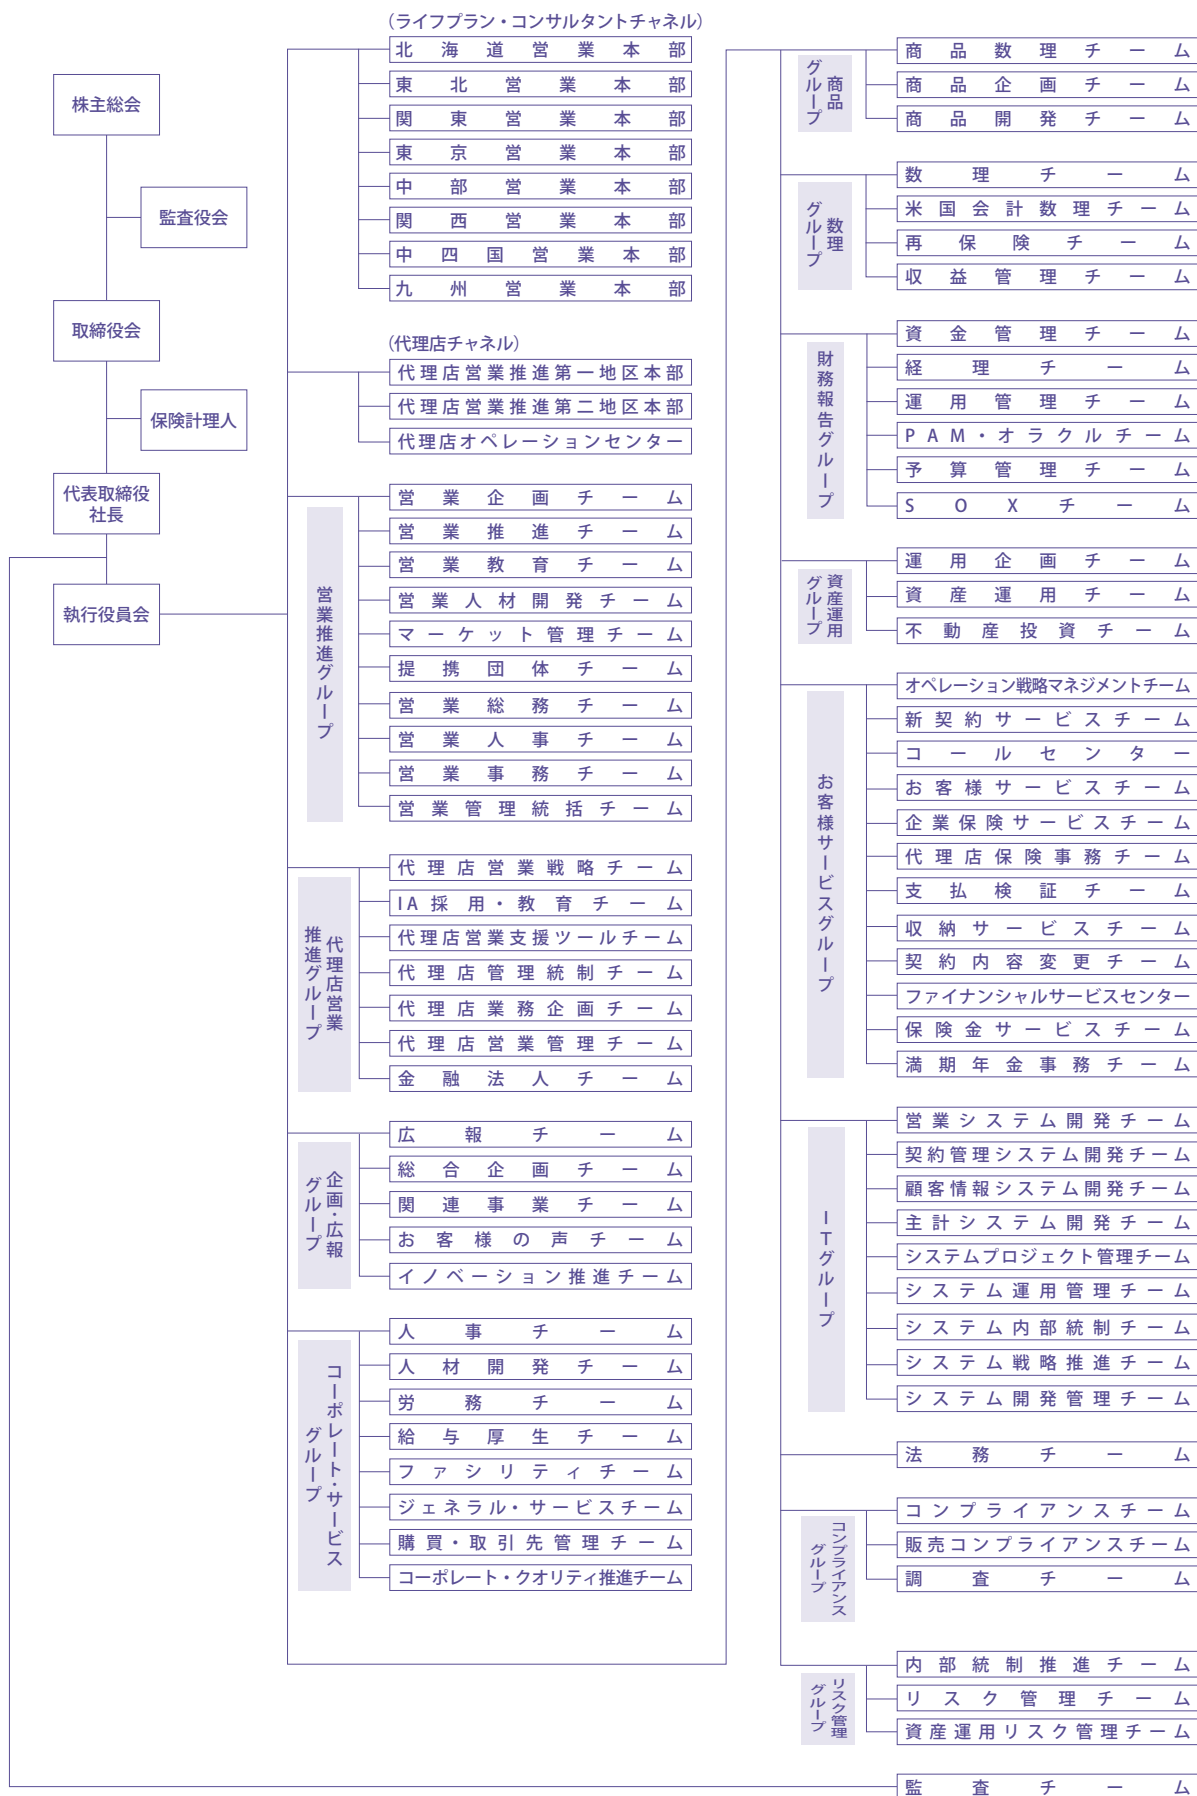 株主総会
監査役会
取締役会
保険計理人
代表取締役
社長
執行役員会
(ライフプラン・コンサルタントチャネル)
北海道営業本部
東北営業本部
関東営業本部
東京営業本部
中部営業本部
関西営業本部
中四国営業本部
九州営業本部
(代理店チャネル)
代理店営業推進第一地区本部
代理店営業推進第二地区本部
代理店オペレーションセンター
営業推進グループ
営業企画チーム
営業推進チーム
営業教育チーム
営業人材開発チーム
マーケット管理チーム
提携団体チーム
営業総務チーム
営業人事チーム
営業事務チーム
営業管理統括チーム
代理店営業
推進グループ
代理店営業戦略チーム
IA採用・教育チーム
代理店営業支援ツールチーム
代理店管理統制チーム
代理店業務企画チーム
代理店営業管理チーム
金融法人チーム
企画・広報
グループ
広報チーム
総合企画チーム
関連事業チーム
お客様の声チーム
イノベーション推進チーム
コーポレート・サービス
グループ
人事チーム
人材開発チーム
労務チーム
給与厚生チーム
ファシリティチーム
ジェネラル・サービスチーム
購買・取引先管理チーム
コーポレート・クオリティ推進チーム
商品
グループ
商品数理チーム
商品企画チーム
商品開発チーム
数理
グループ
数理チーム
米国会計数理チーム
再保険チーム
収益管理チーム
財務報告グループ
資金管理チーム
経理チーム
運用管理チーム
PAM・オラクルチーム
予算管理チーム
SOXチーム
資産運用
グループ
運用企画チーム
資産運用チーム
不動産投資チーム
お客様サービスグループ
オペレーション戦略マネジメントチーム
新契約サービスチーム
コールセンター
お客様サービスチーム
企業保険サービスチーム
代理店保険事務チーム
支払検証チーム
収納サービスチーム
契約内容変更チーム
ファイナンシャルサービスセンター
保険金サービスチーム
満期年金事務チーム
ITグループ
営業システム開発チーム
契約管理システム開発チーム
顧客情報システム開発チーム
主計システム開発チーム
システムプロジェクト管理チーム
システム運用管理チーム
システム内部統制チーム
システム戦略推進チーム
システム開発管理チーム
法務チーム
コンプライアンス
グループ
コンプライアンスチーム
販売コンプライアンスチーム
調査チーム
リスク管理
グループ
内部統制推進チーム
リスク管理チーム
資産運用リスク管理チーム
監査チーム